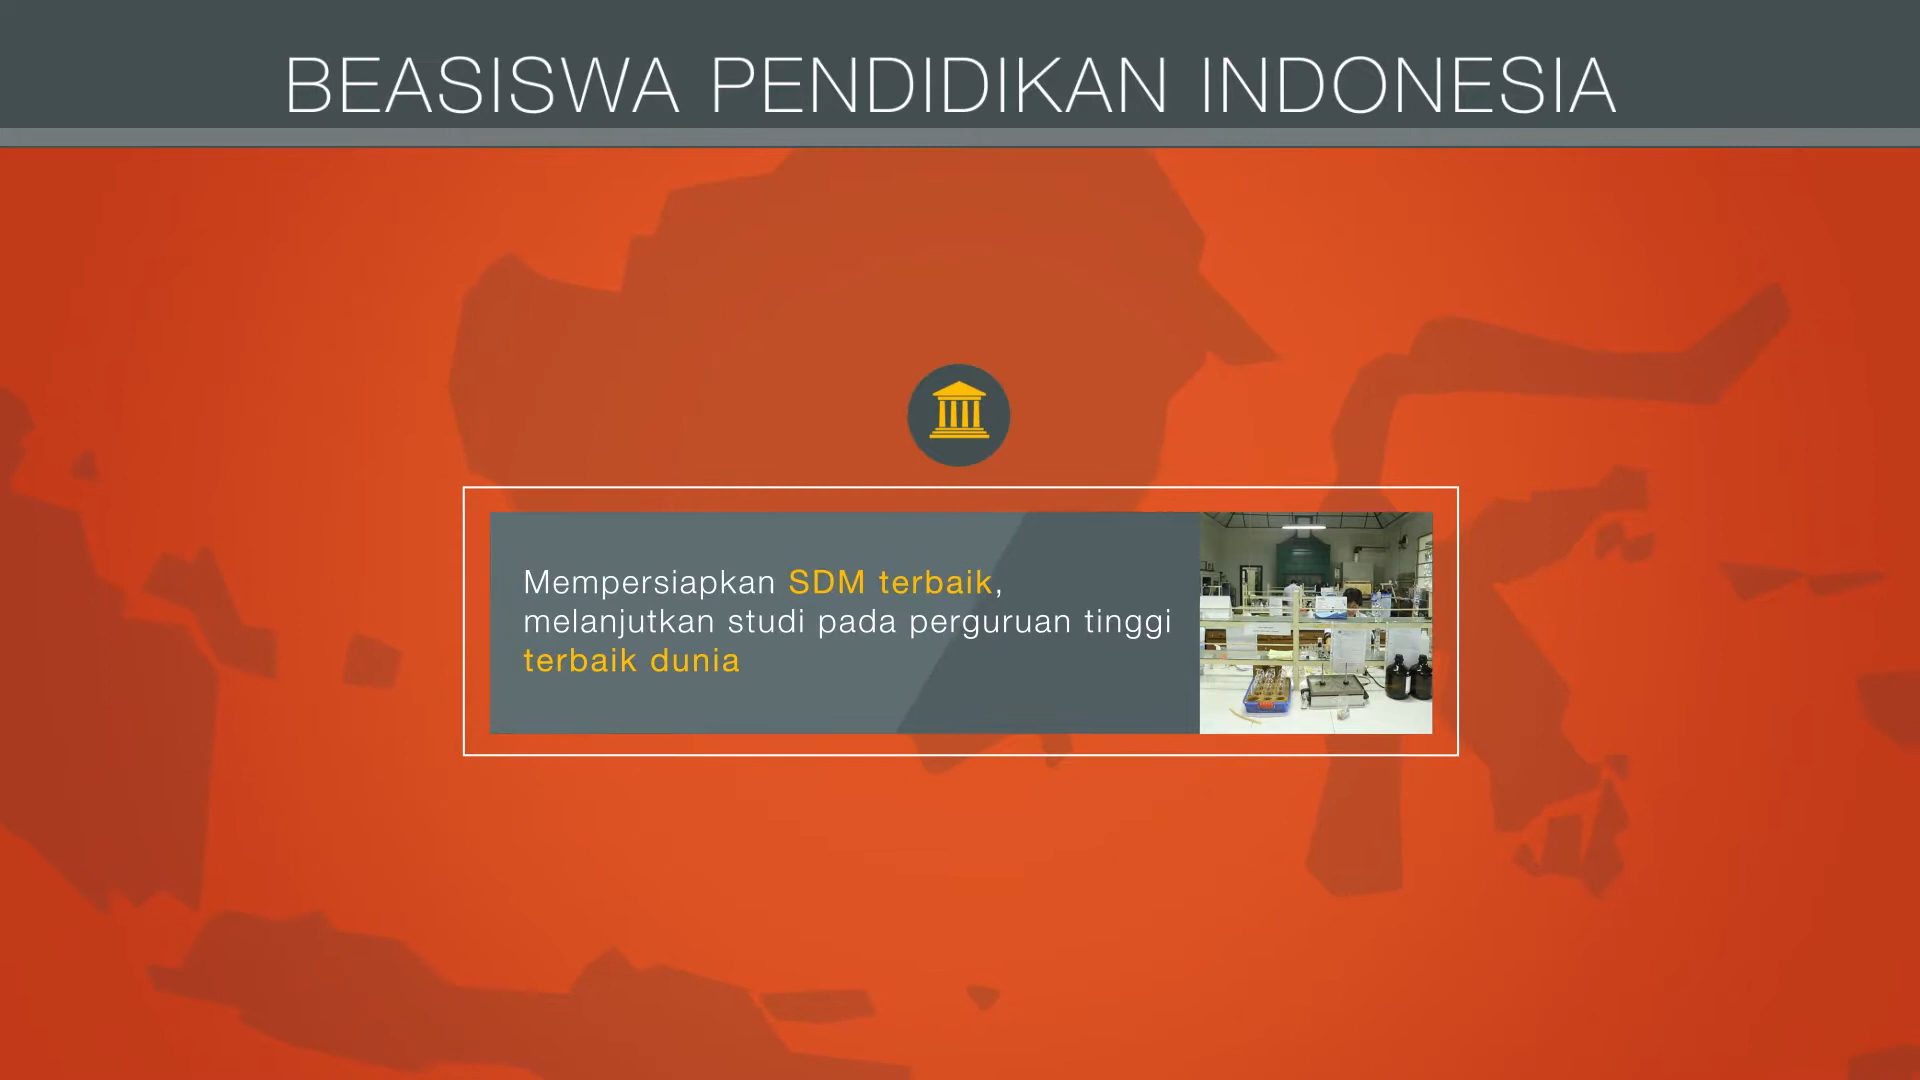 BEASISWA PENDIDIKAN INDONESIA
Mempersiapkan SDM terbaik,
melanjutkan studi pada perguruan tinggi
terbaik dunia